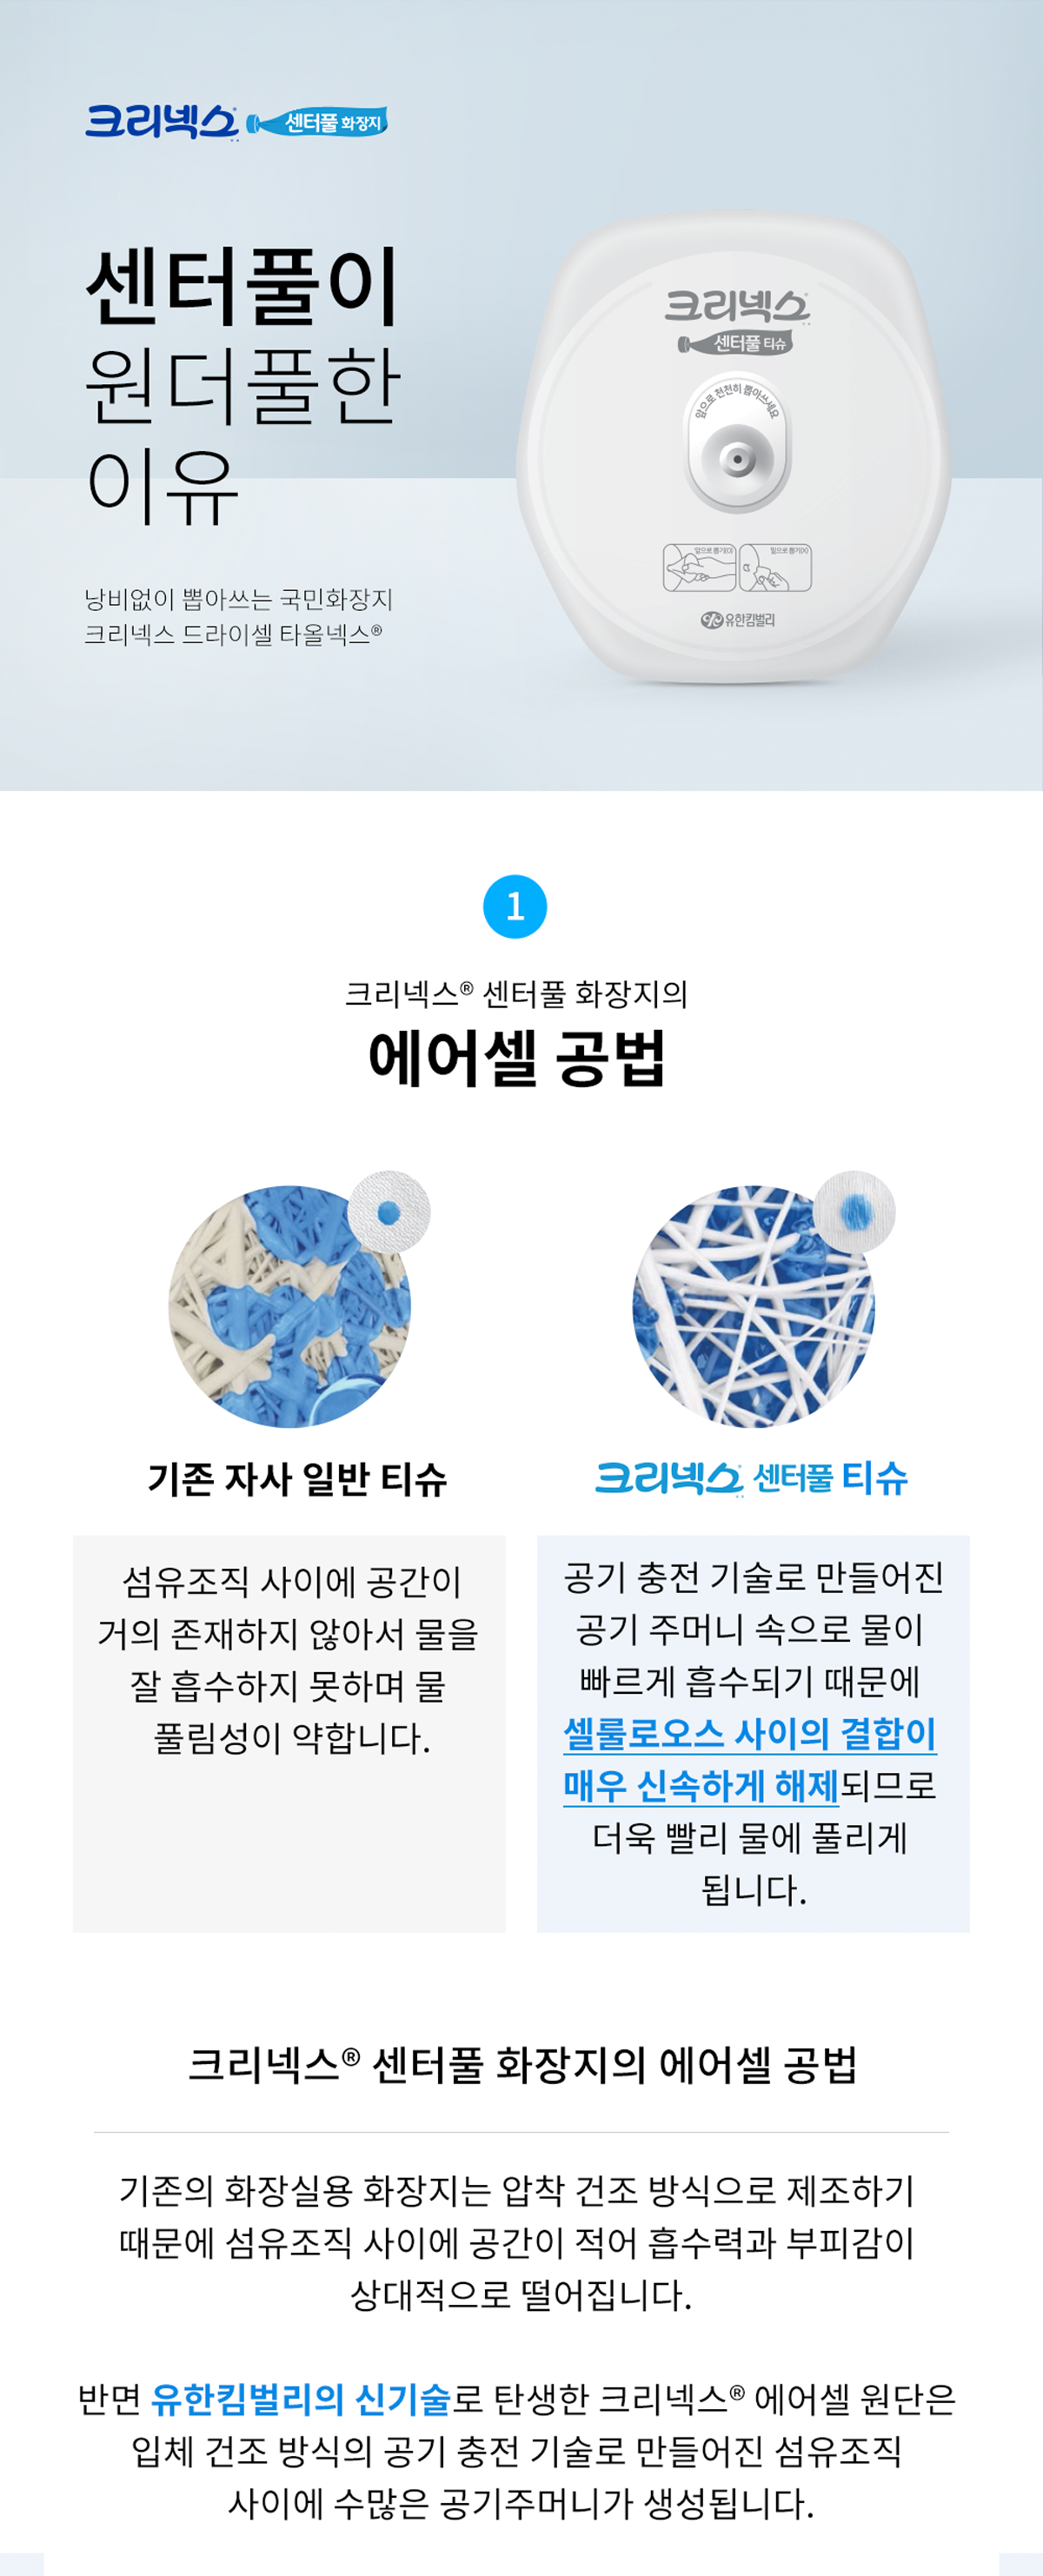 크리넥스® 센터풀 화장지
센터풀이
원더풀한
이유
낭비없이 뽑아쓰는 국민화장지
크리넥스 드라이셀 타올넥스®
크리넥스
센터풀 티슈
앞으로 천천히 뽑아쓰세요
앞으로 뽑기(O) 밑으로 뽑기(X)
유한킴벌리
1
크리넥스® 센터풀 화장지의
에어셀 공법
기존 자사 일반 티슈
섬유조직 사이에 공간이
거의 존재하지 않아서 물을
잘 흡수하지 못하며 물
풀림성이 약합니다.
크리넥스 센터풀 티슈
공기 충전 기술로 만들어진
공기 주머니 속으로 물이
빠르게 흡수되기 때문에
셀룰로오스 사이의 결합이
매우 신속하게 해제되므로
더욱 빨리 물에 풀리게
됩니다.
크리넥스® 센터풀 화장지의 에어셀 공법
기존의 화장실용 화장지는 압착 건조 방식으로 제조하기
때문에 섬유조직 사이에 공간이 적어 흡수력과 부피감이
상대적으로 떨어집니다.
반면 유한킴벌리의 신기술로 탄생한 크리넥스® 에어셀 원단은
입체 건조 방식의 공기 충전 기술로 만들어진 섬유조직
사이에 수많은 공기주머니가 생성됩니다.